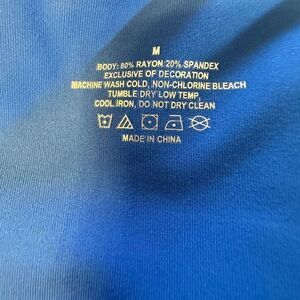 M
BODY: 80% RAYON/20% SPANDEX
EXCLUSIVE OF DECORATION
MACHINE WASH COLD, NON-CHLORINE BLEACH
TUMBLE DRY LOW TEMP.
COOL IRON, DO NOT DRY CLEAN
MADE IN CHINA